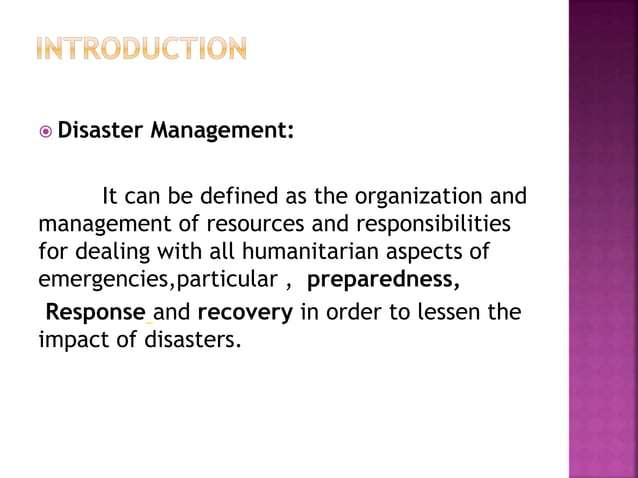 INTRODUCTION
Disaster Management:
It can be defined as the organization and
management of resources and responsibilities
for dealing with all humanitarian aspects of
emergencies,particular , preparedness,
Response and recovery in order to lessen the
impact of disasters.